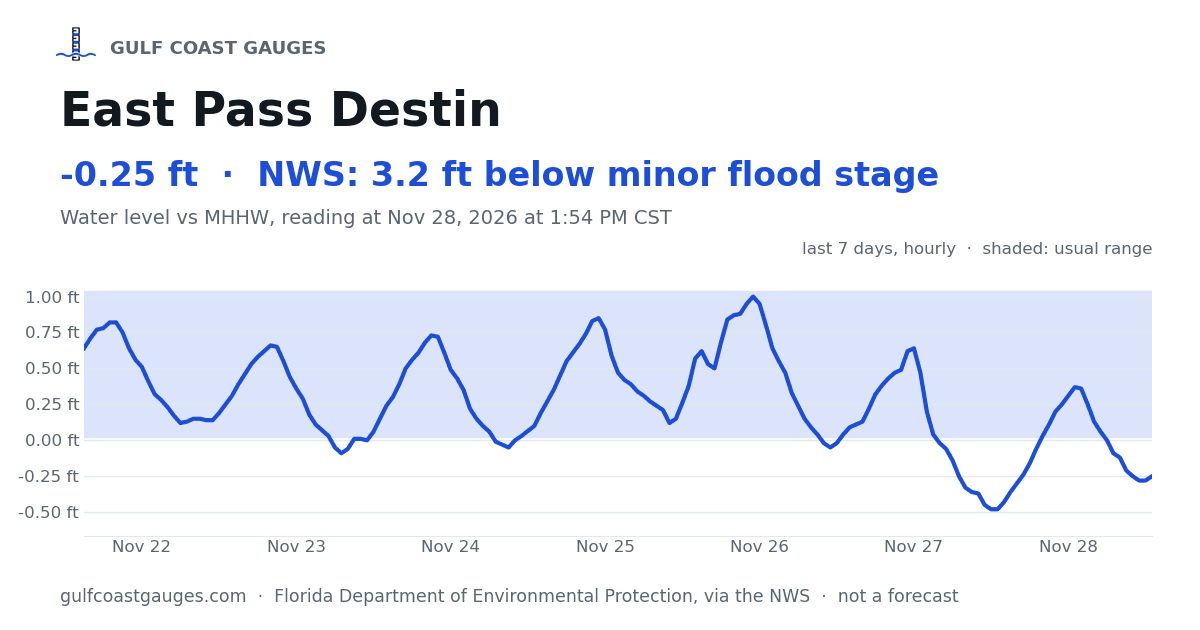 GULF COAST GAUGES
East Pass Destin
-0.25 ft · NWS: 3.2 ft below minor flood stage
Water level vs MHHW, reading at Nov 28, 2026 at 1:54 PM CST
last 7 days, hourly · shaded: usual range
1.00 ft
0.75 ft
0.50 ft
0.25 ft
0.00 ft
-0.25 ft
-0.50 ft
Nov 22 Nov 23 Nov 24 Nov 25 Nov 26 Nov 27 Nov 28
gulfcoastgauges.com · Florida Department of Environmental Protection, via the NWS · not a forecast